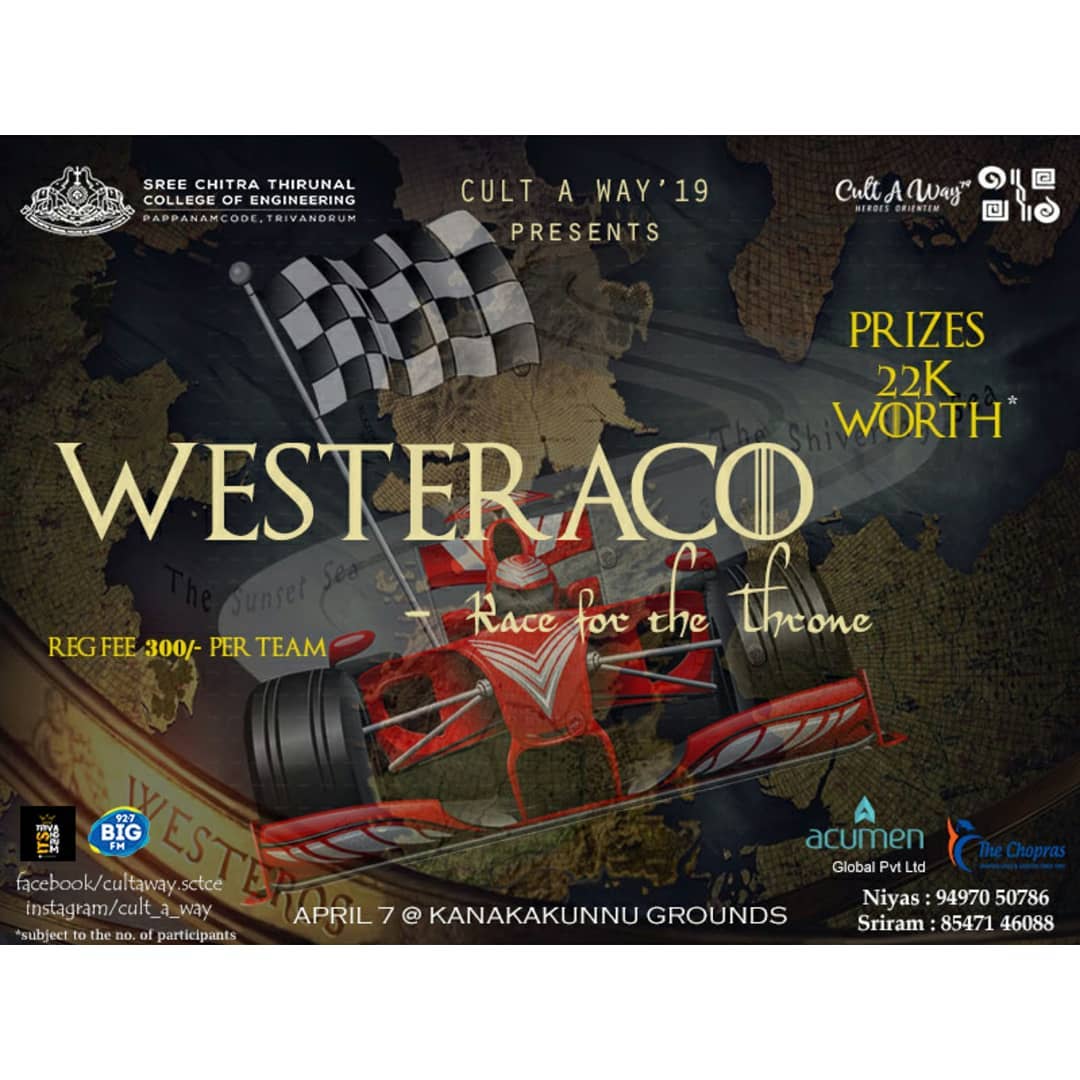 SREE CHITRA THIRUNAL
COLLEGE OF ENGINEERING
PAPPANAMCODE, TRIVANDRUM
CULT A WAY'19
PRESENTS
Cult A Way'19
HEROES ORIENTEM
PRIZES
22K
WORTH*
The Shiver Sea
WESTERACO
The Sunset Sea
- Race for the Throne
REG FEE 300/- PER TEAM
WESTEROS
92.7
BIG
FM
acumen
Global Pvt Ltd
The Chopras
facebook/cultaway.sctce
instagram/cult_a_way
*subject to the no. of participants
APRIL 7 @ KANAKAKUNNU GROUNDS
Niyas : 94970 50786
Sriram : 85471 46088